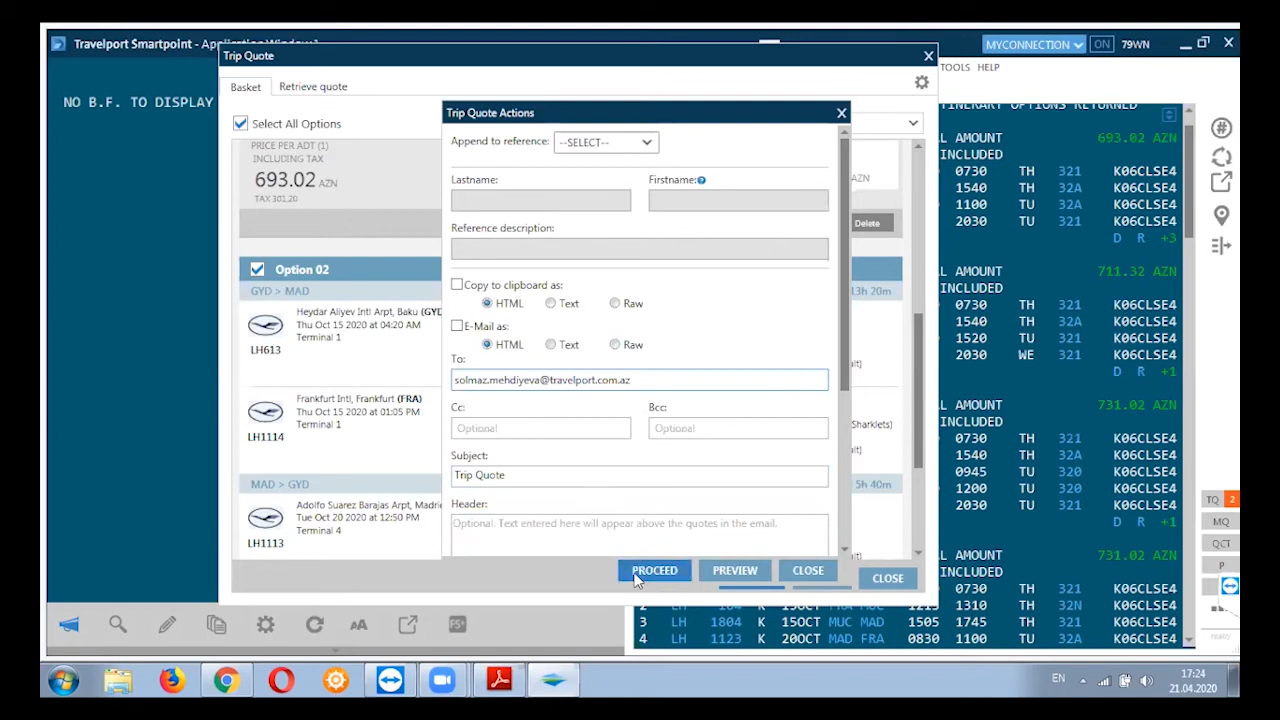 Travelport Smartpoint - Application Window1
MYCONNECTION ON 79WN
TOOLS HELP
NO B.F. TO DISPLAY
Trip Quote
Basket Retrieve quote
Select All Options
PRICE PER ADT (1)
INCLUDING TAX
693.02 AZN
TAX 301.20
AZN
Delete
Option 02
GYD > MAD
13h 20m
Heydar Aliyev Intl Arpt, Baku (GYD
Thu Oct 15 2020 at 04:20 AM
Terminal 1
LH613
Frankfurt Intl, Frankfurt (FRA)
Thu Oct 15 2020 at 01:05 PM
Terminal 1
LH1114
Sharklets)
MAD > GYD
5h 40m
Adolfo Suarez Barajas Arpt, Madri
Tue Oct 20 2020 at 12:50 PM
Terminal 4
LH1113
CLOSE
Trip Quote Actions
Append to reference: --SELECT--
Lastname: Firstname:
Reference description:
Copy to clipboard as:
HTML Text Raw
E-Mail as:
HTML Text Raw
To:
solmaz.mehdiyeva@travelport.com.az
Cc: Bcc:
Optional Optional
Subject:
Trip Quote
Header:
Optional. Text entered here will appear above the quotes in the email.
PROCEED PREVIEW CLOSE
TINERARY OPTIONS RETURNED
L AMOUNT 693.02 AZN
INCLUDED
0730 TH 321 K06CLSE4
1540 TH 32A K06CLSE4
1100 TU 32A K06CLSE4
2030 TU 321 K06CLSE4
D R +3
L AMOUNT 711.32 AZN
INCLUDED
0730 TH 321 K06CLSE4
1540 TH 32A K06CLSE4
1520 TU 32A K06CLSE4
2030 WE 321 K06CLSE4
D R +1
L AMOUNT 731.02 AZN
INCLUDED
0730 TH 321 K06CLSE4
1540 TH 32A K06CLSE4
0945 TU 320 K06CLSE4
1200 TU 320 K06CLSE4
2030 TU 321 K06CLSE4
D R +1
L AMOUNT 731.02 AZN
INCLUDED
0730 TH 321 K06CLSE4
1310 TH 32N K06CLSE4
3 LH 1804 K 15OCT MUC MAD 1505 1745 TH 321 K06CLSE4
4 LH 1123 K 20OCT MAD FRA 0830 1100 TU 32A K06CLSE4
TQ 2
MQ
QCT
P
ready
AA
PS+
EN
17:24
21.04.2020